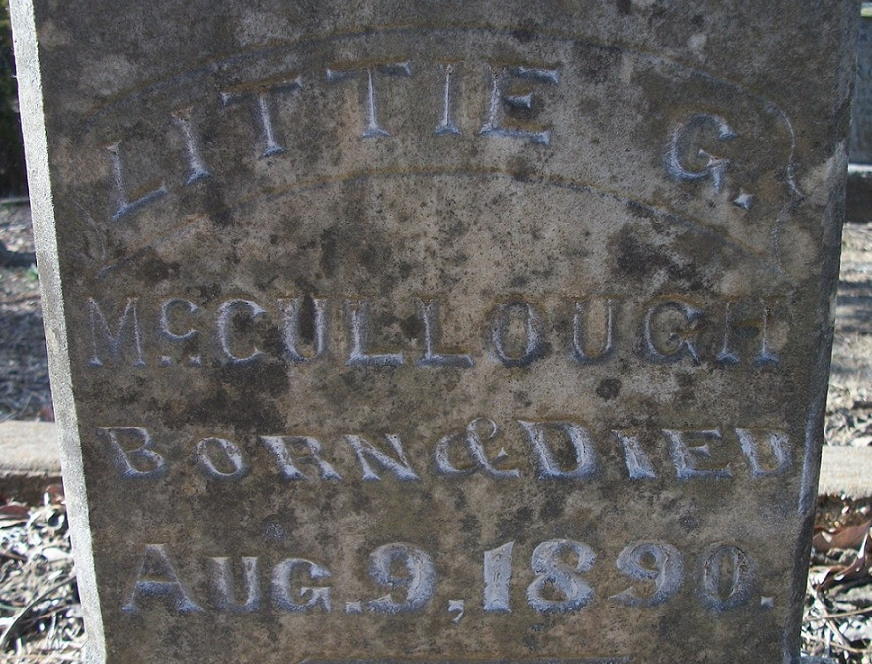 LITTIE G.
McCULLOUGH
BORN & DIED
AUG. 9, 1890.